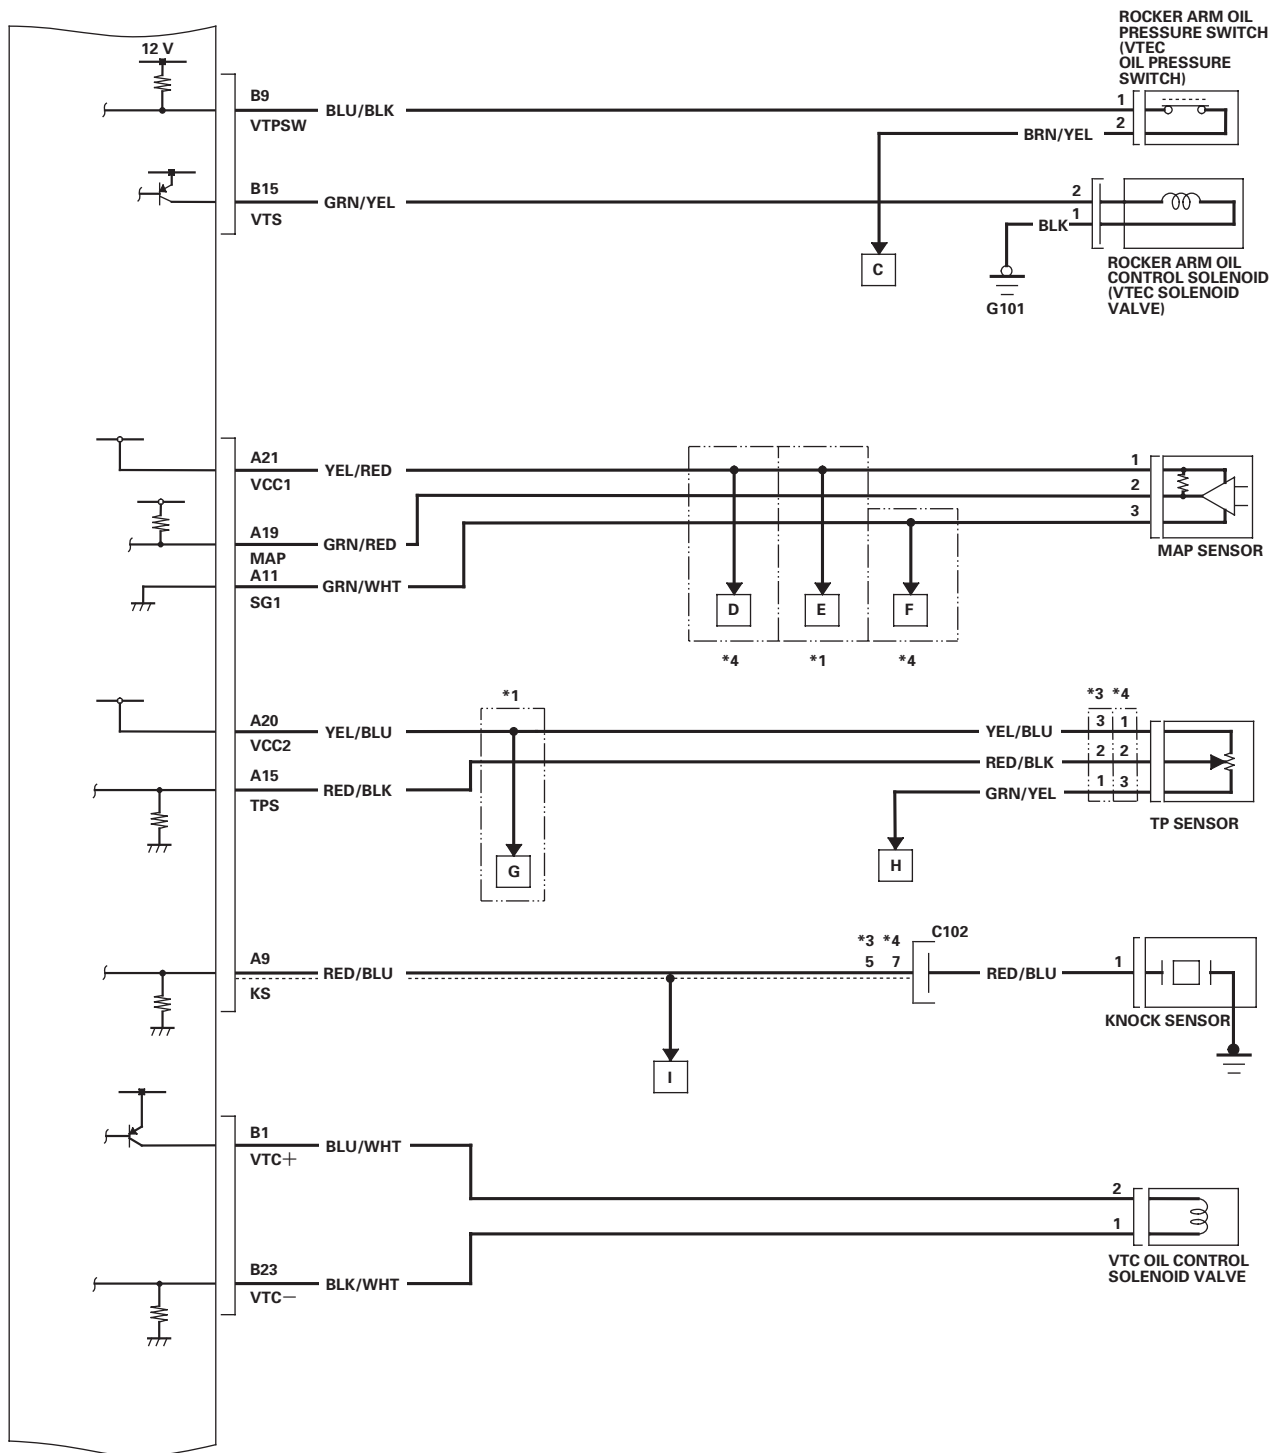 ROCKER ARM OIL
PRESSURE SWITCH
(VTEC
OIL PRESSURE
SWITCH)
12 V
B9
VTPSW
BLU/BLK
1
2
BRN/YEL
B15
VTS
GRN/YEL
2
1
BLK
C
G101
ROCKER ARM OIL
CONTROL SOLENOID
(VTEC SOLENOID
VALVE)
A21
VCC1
YEL/RED
1
2
3
A19
MAP
GRN/RED
A11
SG1
GRN/WHT
MAP SENSOR
D
E
F
*4
*1
*4
*1
*3 *4
A20
VCC2
YEL/BLU
YEL/BLU
3 1
A15
TPS
RED/BLK
RED/BLK
2 2
GRN/YEL
1 3
TP SENSOR
G
H
A9
KS
RED/BLU
*3 *4
5 7
C102
RED/BLU
1
KNOCK SENSOR
I
B1
VTC+
BLU/WHT
2
1
B23
VTC−
BLK/WHT
VTC OIL CONTROL
SOLENOID VALVE